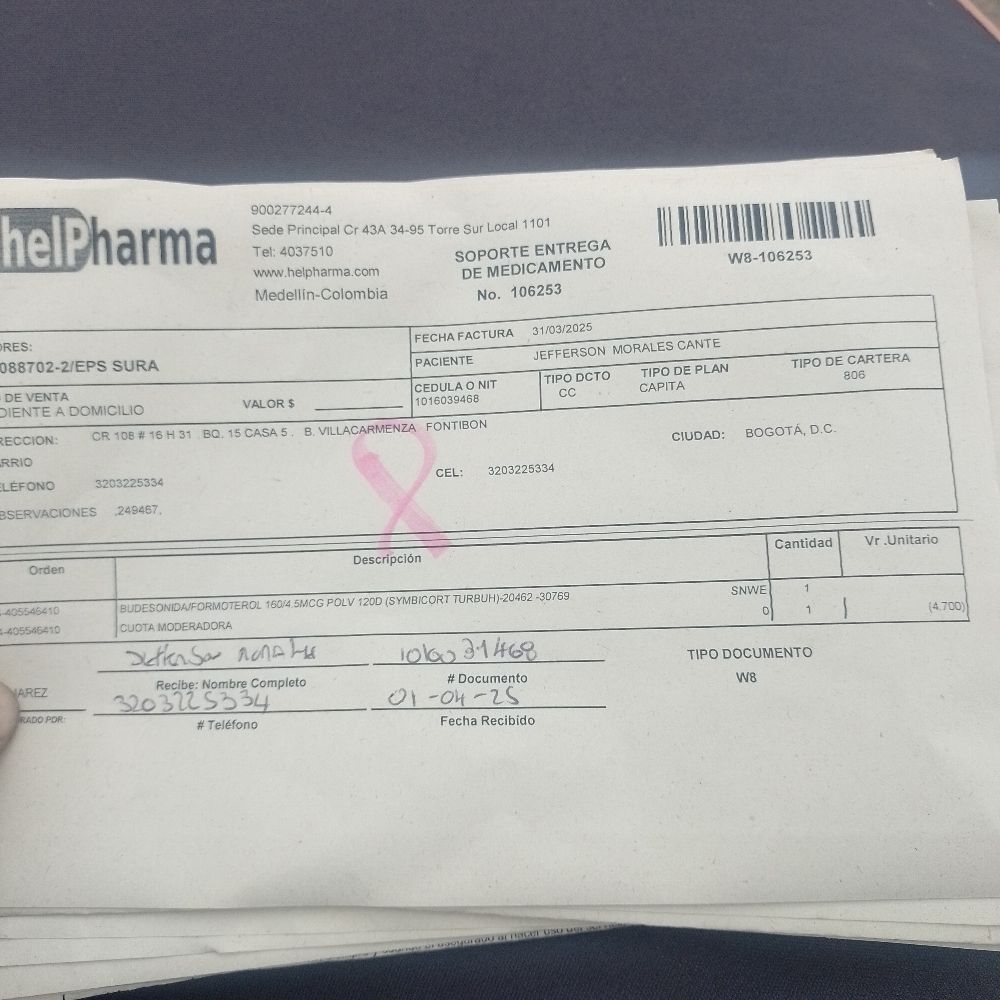 helPharma
900277244-4
Sede Principal Cr 43A 34-95 Torre Sur Local 1101
Tel: 4037510
www.helpharma.com
Medellín-Colombia
SOPORTE ENTREGA
DE MEDICAMENTO
No. 106253
W8-106253
ORES:
088702-2/EPS SURA
FECHA FACTURA 31/03/2025
PACIENTE JEFFERSON MORALES CANTE
DE VENTA
DIENTE A DOMICILIO VALOR $
CEDULA O NIT
1016039468
TIPO DCTO
CC
TIPO DE PLAN
CAPITA
TIPO DE CARTERA
806
RECCION: CR 108 # 16 H 31 . BQ. 15 CASA 5 . B. VILLACARMENZA FONTIBON
CIUDAD: BOGOTÁ, D.C.
RRIO
ELÉFONO 3203225334 CEL: 3203225334
BSERVACIONES .249467.
Orden Descripción Cantidad Vr .Unitario
-405546410 BUDESONIDA/FORMOTEROL 160/4.5MCG POLV 120D (SYMBICORT TURBUH)-20462 -30769 SNWE 1
-405546410 CUOTA MODERADORA 0 1 (4.700)
Recibe: Nombre Completo
# Documento
TIPO DOCUMENTO
W8
UAREZ
RADO POR:
3203225334
# Teléfono
01-04-25
Fecha Recibido